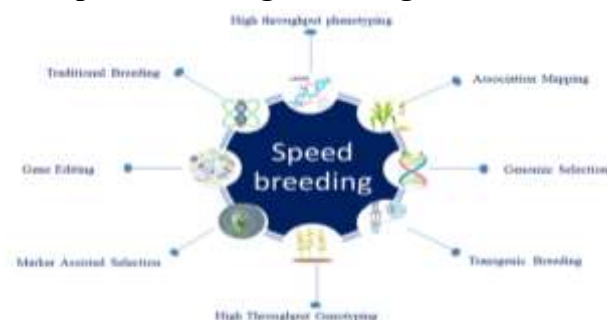 High throughput phenotyping
Traditional Breeding
Association Mapping
Speed
breeding
Gene Editing
Genomic Selection
Marker Assisted Selection
Transgenic Breeding
High Throughput Genotyping